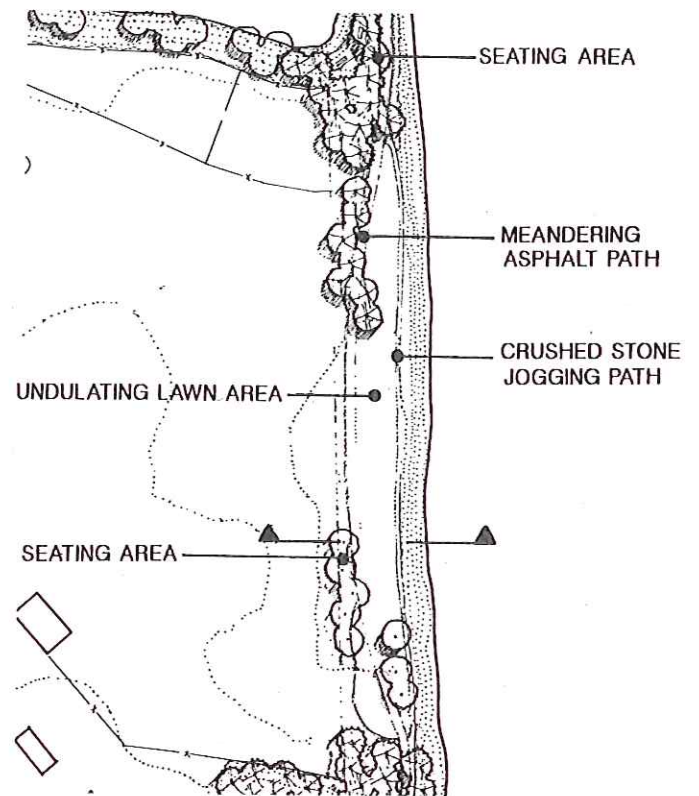 SEATING AREA
MEANDERING
ASPHALT PATH
CRUSHED STONE
JOGGING PATH
UNDULATING LAWN AREA
SEATING AREA